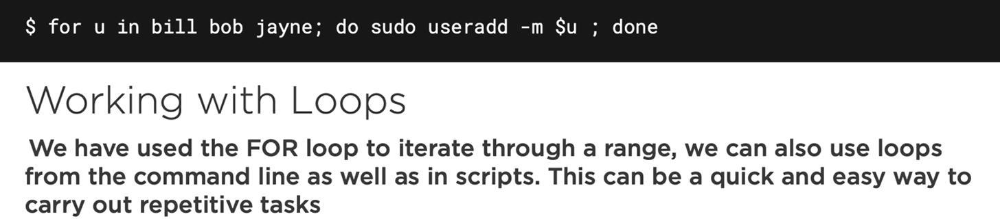 $ for u in bill bob jayne; do sudo useradd -m $u ; done
Working with Loops
We have used the FOR loop to iterate through a range, we can also use loops
from the command line as well as in scripts. This can be a quick and easy way to
carry out repetitive tasks